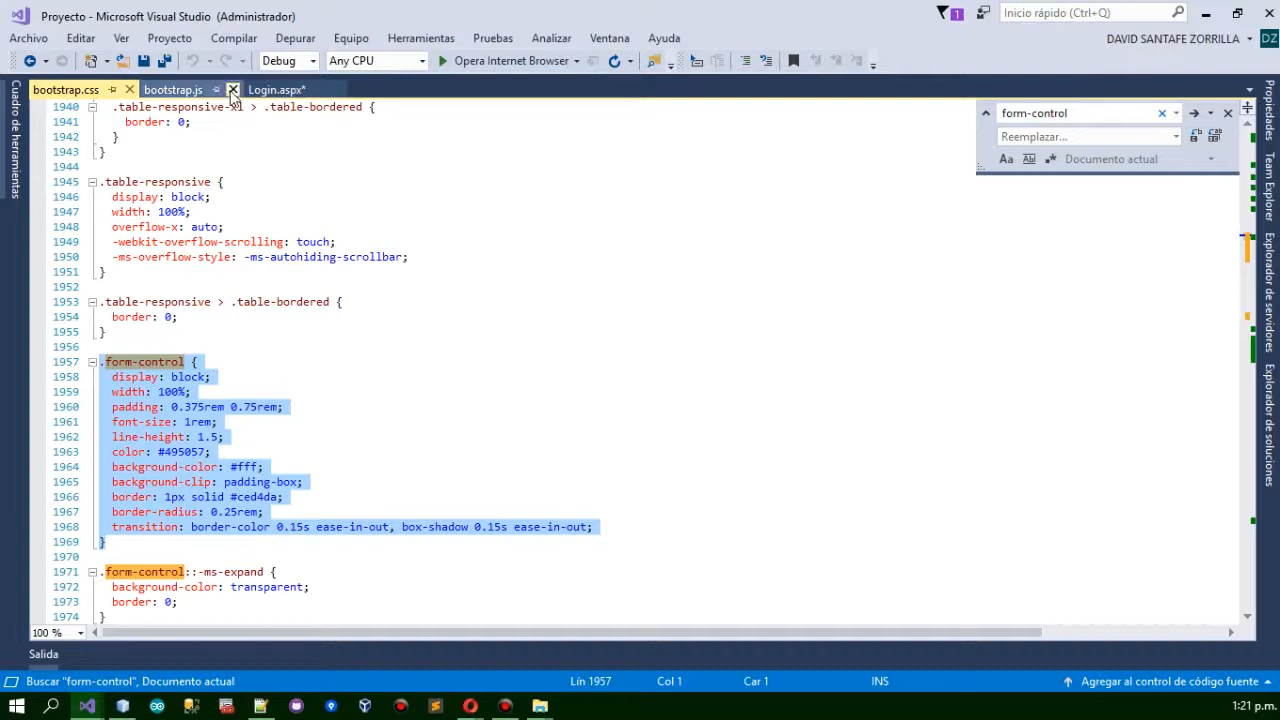 Proyecto - Microsoft Visual Studio (Administrador)
1
Inicio rápido (Ctrl+Q)
Archivo Editar Ver Proyecto Compilar Depurar Equipo Herramientas Pruebas Analizar Ventana Ayuda
DAVID SANTAFE ZORRILLA DZ
Debug Any CPU Opera Internet Browser
bootstrap.css bootstrap.js Login.aspx*
Cuadro de herramientas
form-control
Reemplazar...
Aa Ab Documento actual
1940 .table-responsive-xl > .table-bordered {
1941 border: 0;
1942 }
1943 }
1944
1945 .table-responsive {
1946 display: block;
1947 width: 100%;
1948 overflow-x: auto;
1949 -webkit-overflow-scrolling: touch;
1950 -ms-overflow-style: -ms-autohiding-scrollbar;
1951 }
1952
1953 .table-responsive > .table-bordered {
1954 border: 0;
1955 }
1956
1957 .form-control {
1958 display: block;
1959 width: 100%;
1960 padding: 0.375rem 0.75rem;
1961 font-size: 1rem;
1962 line-height: 1.5;
1963 color: #495057;
1964 background-color: #fff;
1965 background-clip: padding-box;
1966 border: 1px solid #ced4da;
1967 border-radius: 0.25rem;
1968 transition: border-color 0.15s ease-in-out, box-shadow 0.15s ease-in-out;
1969 }
1970
1971 .form-control::-ms-expand {
1972 background-color: transparent;
1973 border: 0;
1974 }
Propiedades
Team Explorer
Explorador de servidores
Explorador de soluciones
100 %
Salida
Buscar "form-control", Documento actual Lín 1957 Col 1 Car 1 INS Agregar al control de código fuente
1:21 p.m.